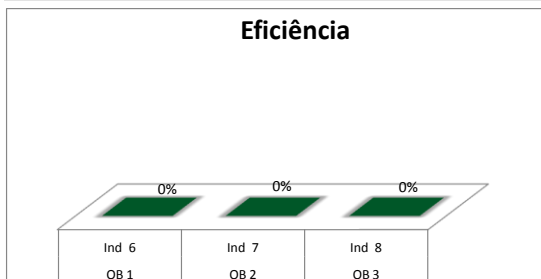 Eficiência
0% 0% 0%
Ind 6 Ind 7 Ind 8
OB 1 OB 2 OB 3